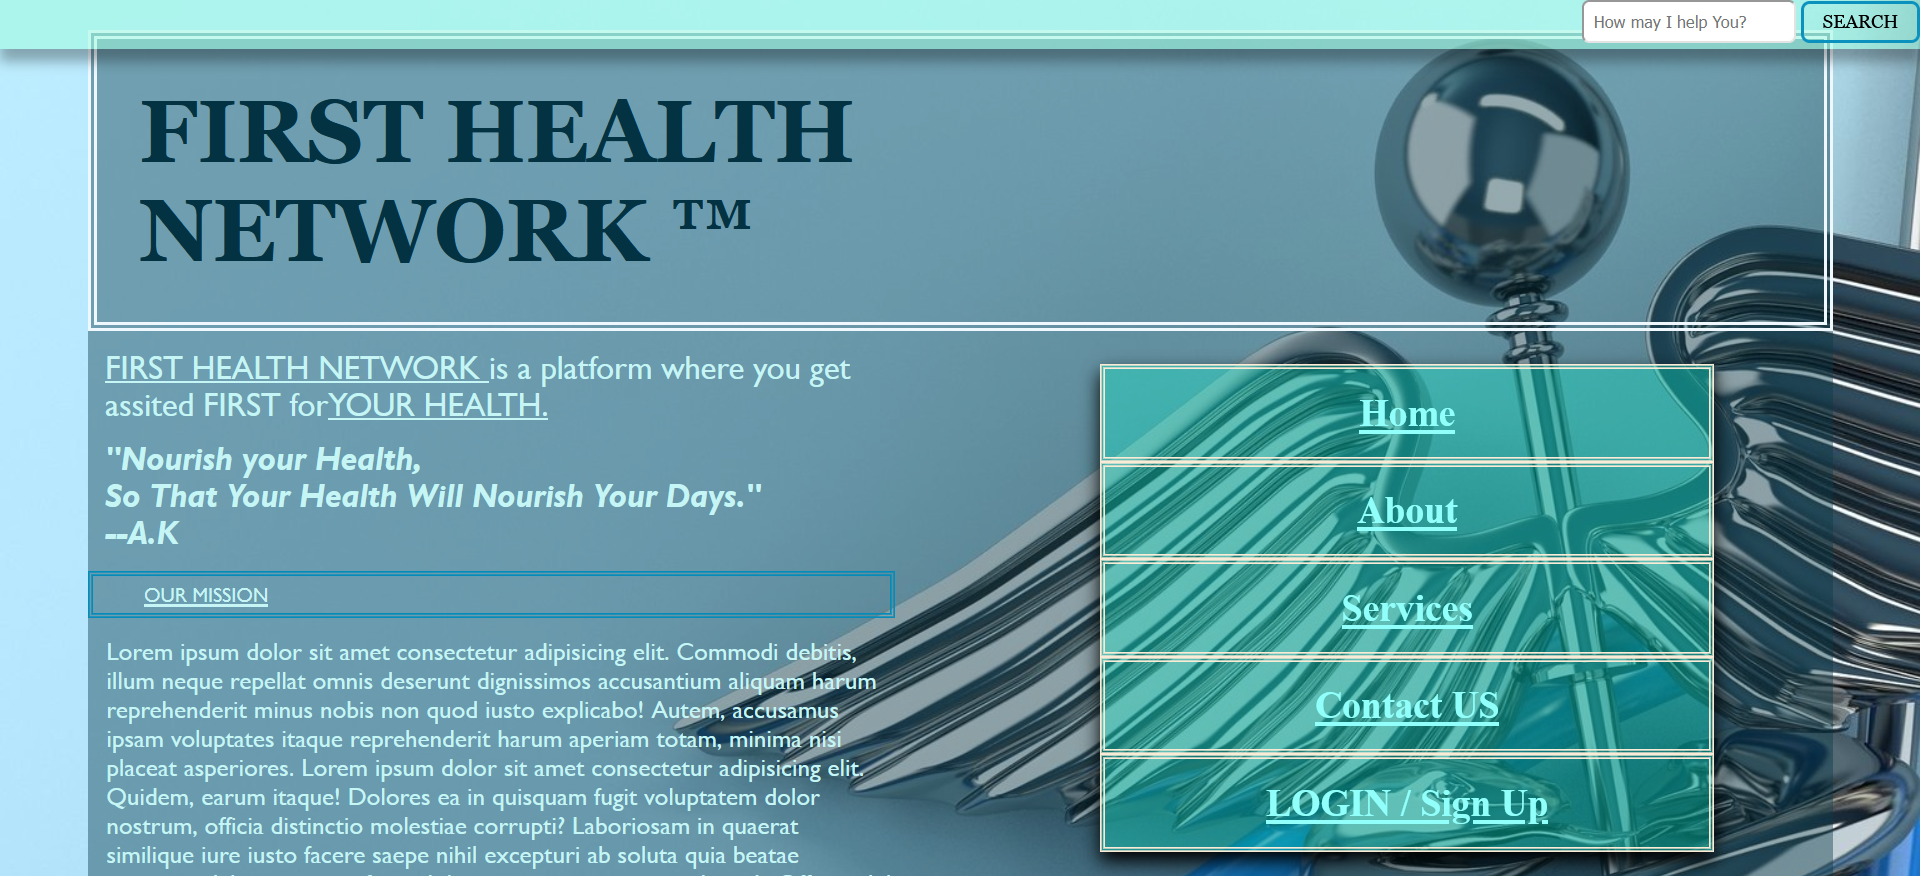 How may I help You?
SEARCH
FIRST HEALTH
NETWORK ™
FIRST HEALTH NETWORK is a platform where you get
assited FIRST forYOUR HEALTH.
"Nourish your Health,
So That Your Health Will Nourish Your Days."
--A.K
OUR MISSION
Lorem ipsum dolor sit amet consectetur adipisicing elit. Commodi debitis,
illum neque repellat omnis deserunt dignissimos accusantium aliquam harum
reprehenderit minus nobis non quod iusto explicabo! Autem, accusamus
ipsam voluptates itaque reprehenderit harum aperiam totam, minima nisi
placeat asperiores. Lorem ipsum dolor sit amet consectetur adipisicing elit.
Quidem, earum itaque! Dolores ea in quisquam fugit voluptatem dolor
nostrum, officia distinctio molestiae corrupti? Laboriosam in quaerat
similique iure iusto facere saepe nihil excepturi ab soluta quia beatae
Home
About
Services
Contact US
LOGIN / Sign Up